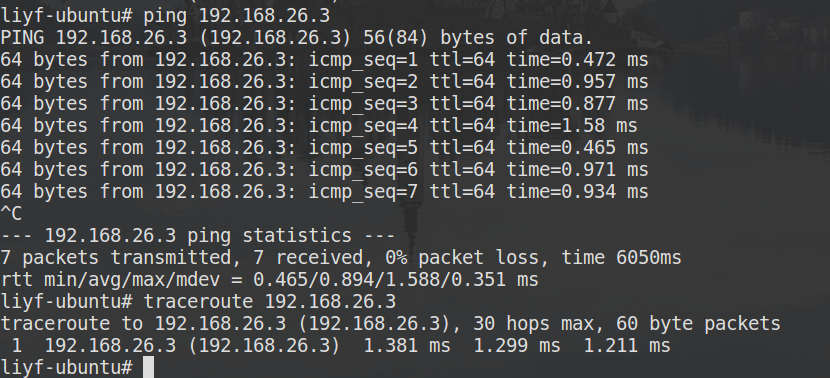 liyf-ubuntu# ping 192.168.26.3
PING 192.168.26.3 (192.168.26.3) 56(84) bytes of data.
64 bytes from 192.168.26.3: icmp_seq=1 ttl=64 time=0.472 ms
64 bytes from 192.168.26.3: icmp_seq=2 ttl=64 time=0.957 ms
64 bytes from 192.168.26.3: icmp_seq=3 ttl=64 time=0.877 ms
64 bytes from 192.168.26.3: icmp_seq=4 ttl=64 time=1.58 ms
64 bytes from 192.168.26.3: icmp_seq=5 ttl=64 time=0.465 ms
64 bytes from 192.168.26.3: icmp_seq=6 ttl=64 time=0.971 ms
64 bytes from 192.168.26.3: icmp_seq=7 ttl=64 time=0.934 ms
^C
--- 192.168.26.3 ping statistics ---
7 packets transmitted, 7 received, 0% packet loss, time 6050ms
rtt min/avg/max/mdev = 0.465/0.894/1.588/0.351 ms
liyf-ubuntu# traceroute 192.168.26.3
traceroute to 192.168.26.3 (192.168.26.3), 30 hops max, 60 byte packets
 1  192.168.26.3 (192.168.26.3)  1.381 ms  1.299 ms  1.211 ms
liyf-ubuntu#